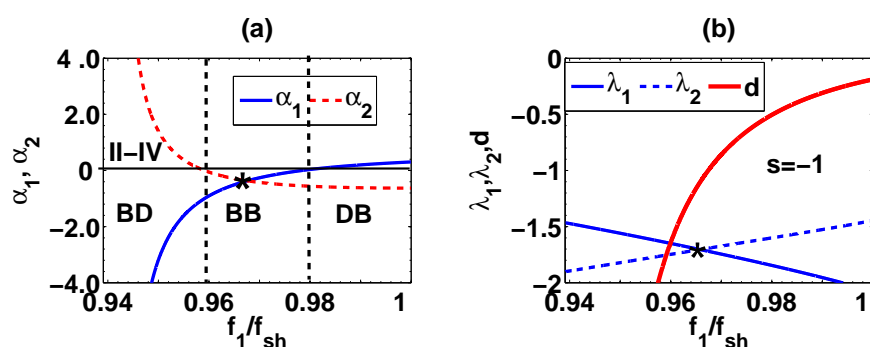 (a)
4 .0
2.0
0
-2.0
-4.0
α1, α2
α1 α2
II–IV
BD BB DB
0.94 0.96 0.98 1
f1/fsh
(b)
0
−0.5
−1
−1.5
−2
λ1,λ2,d
λ1 λ2 d
s=−1
0.94 0.96 0.98 1
f1/fsh